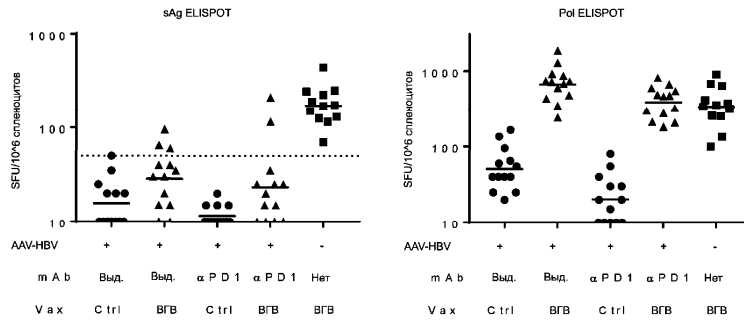 sAg ELISPOT
SFU/10^6 спленоцитов
1000
100
10
AAV-HBV + + + + -
mAb Выд. Выд. αPD1 αPD1 Нет
Vax Ctrl ВГВ Ctrl ВГВ ВГВ
Pol ELISPOT
SFU/10^6 спленоцитов
1000
100
10
AAV-HBV + + + + -
mAb Выд. Выд. αPD1 αPD1 Нет
Vax Ctrl ВГВ Ctrl ВГВ ВГВ